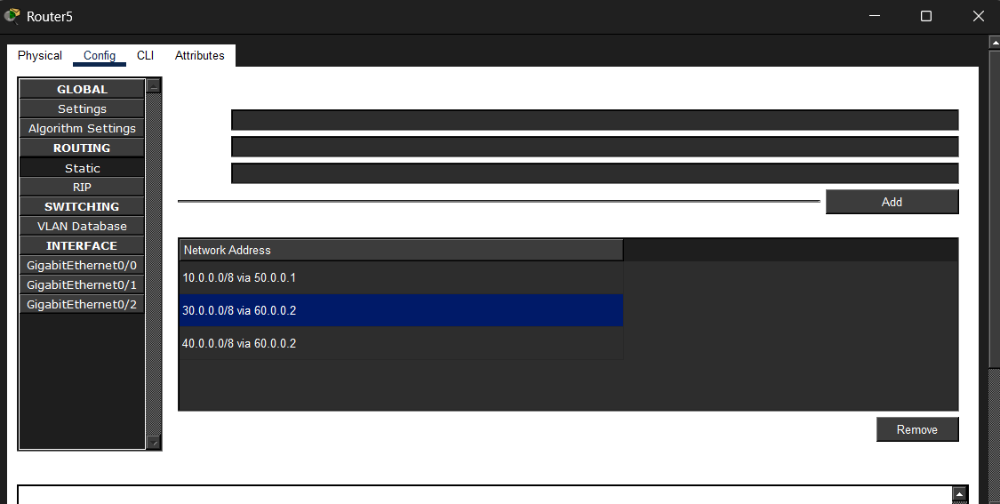 Router5
Physical Config CLI Attributes
GLOBAL
Settings
Algorithm Settings
ROUTING
Static
RIP
SWITCHING
VLAN Database
INTERFACE
GigabitEthernet0/0
GigabitEthernet0/1
GigabitEthernet0/2
Add
Network Address
10.0.0.0/8 via 50.0.0.1
30.0.0.0/8 via 60.0.0.2
40.0.0.0/8 via 60.0.0.2
Remove